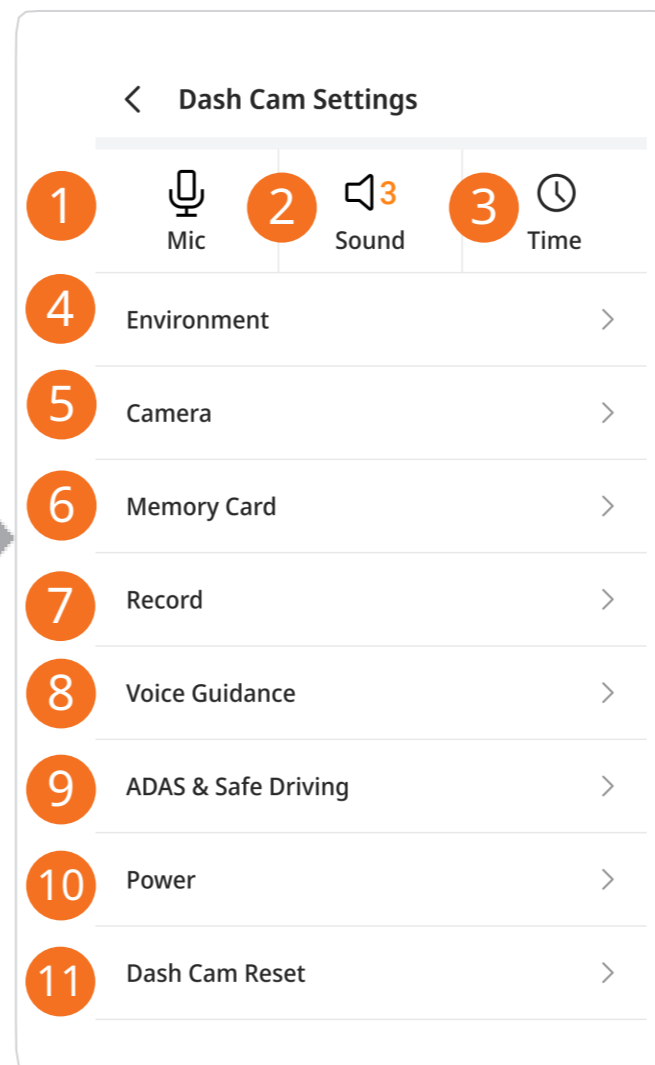 Dash Cam Settings
1 Mic 2 3 Sound 3 Time
4 Environment
5 Camera
6 Memory Card
7 Record
8 Voice Guidance
9 ADAS & Safe Driving
10 Power
11 Dash Cam Reset